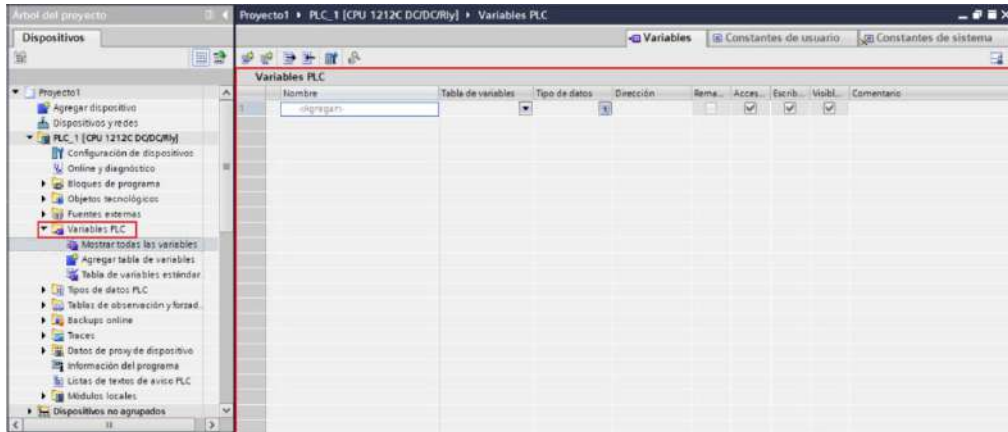 Árbol del proyecto
Proyecto1 ▸ PLC_1 [CPU 1212C DC/DC/Rly] ▸ Variables PLC
Dispositivos
Variables
Constantes de usuario
Constantes de sistema
Variables PLC
Nombre Tabla de variables Tipo de datos Dirección Rema... Acces... Escrib... Visibl... Comentario
1 <Agregar>
Proyecto1
Agregar dispositivo
Dispositivos y redes
PLC_1 [CPU 1212C DC/DC/Rly]
Configuración de dispositivos
Online y diagnóstico
Bloques de programa
Objetos tecnológicos
Fuentes externas
Variables PLC
Mostrar todas las variables
Agregar tabla de variables
Tabla de variables estándar
Tipos de datos PLC
Tablas de observación y forzad..
Backups online
Traces
Datos de proxy de dispositivo
Información del programa
Listas de textos de aviso PLC
Módulos locales
Dispositivos no agrupados